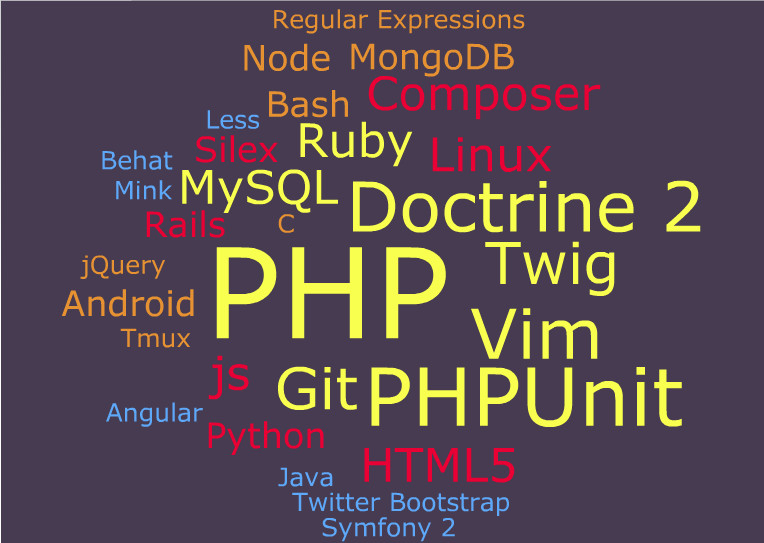 Regular Expressions
Node MongoDB
Bash Composer
Less
Silex Ruby Linux
Behat
Mink MySQL Doctrine 2
Rails C
jQuery PHP Twig
Android
Tmux Vim
js Git PHPUnit
Angular
Python
Java HTML5
Twitter Bootstrap
Symfony 2